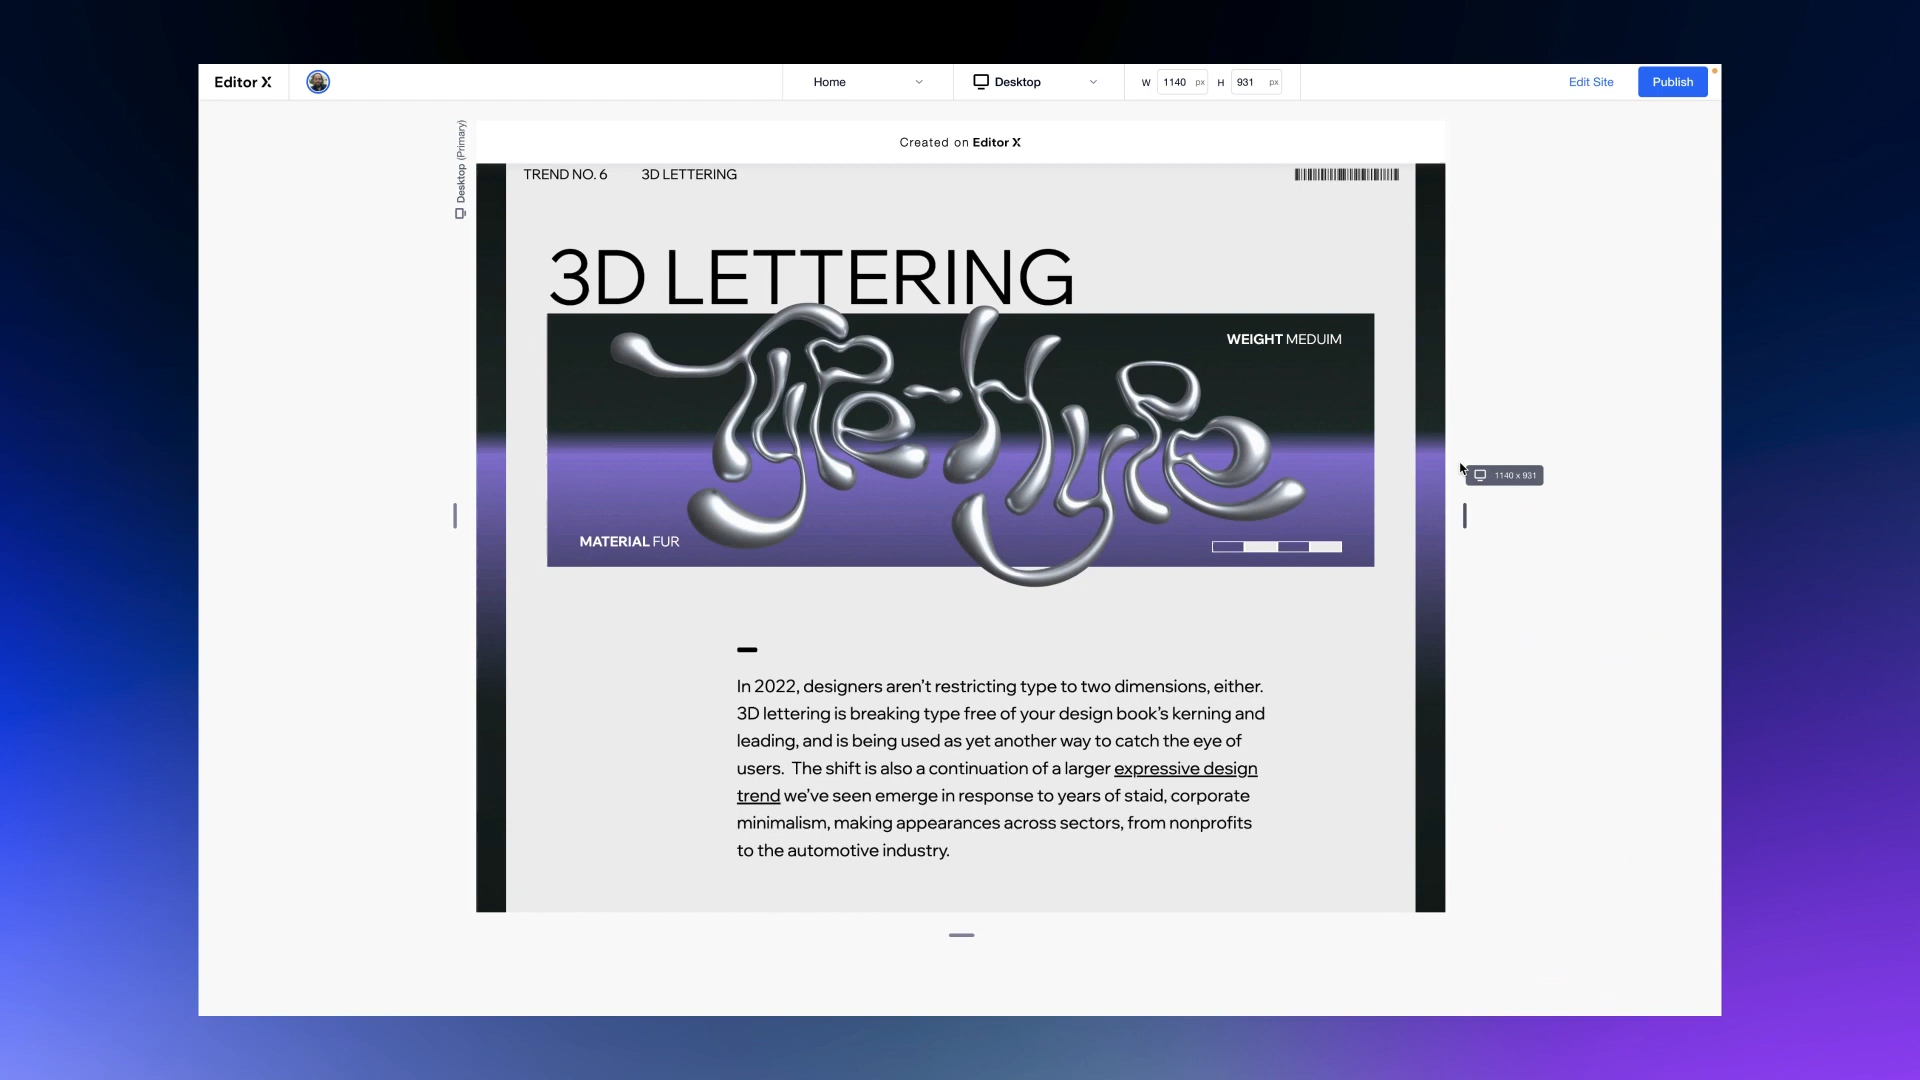 Editor X
Home
Desktop
W 1140 px H 931 px
Edit Site
Publish
Desktop (Primary)
Created on Editor X
TREND NO. 6 3D LETTERING
3D LETTERING
WEIGHT MEDUIM
Type-Hype
MATERIAL FUR
1140 x 931
In 2022, designers aren’t restricting type to two dimensions, either.
3D lettering is breaking type free of your design book’s kerning and
leading, and is being used as yet another way to catch the eye of
users.  The shift is also a continuation of a larger expressive design
trend we’ve seen emerge in response to years of staid, corporate
minimalism, making appearances across sectors, from nonprofits
to the automotive industry.